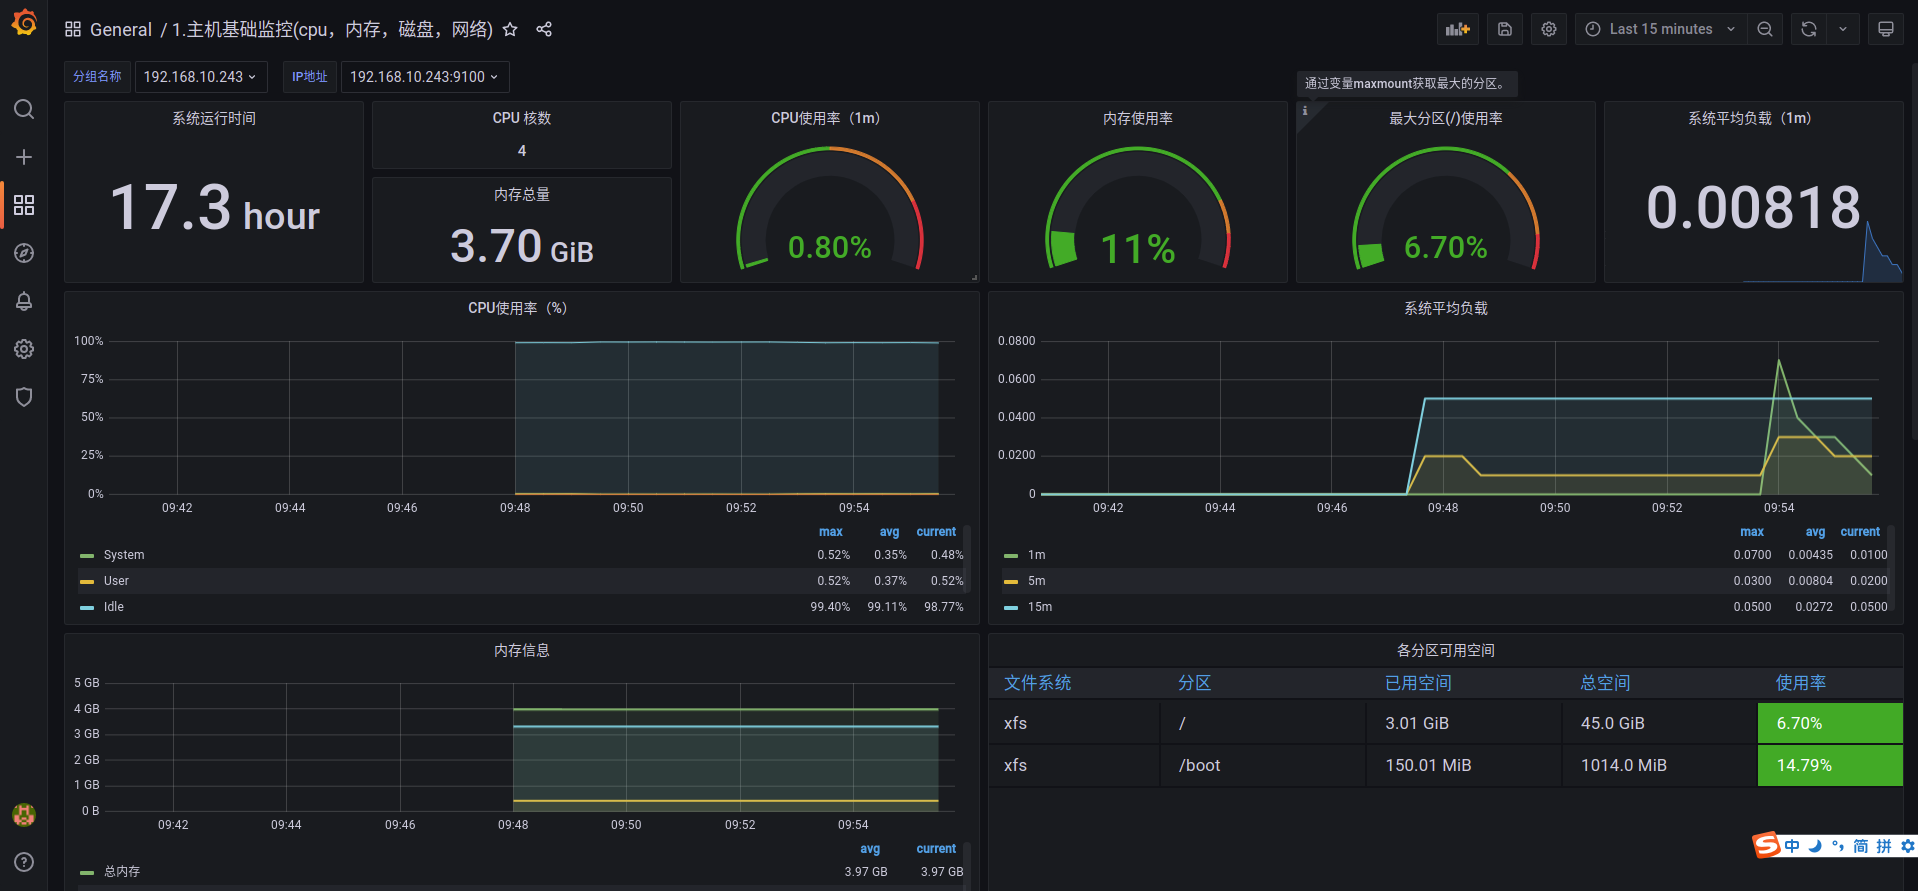 General / 1.主机基础监控(cpu，内存，磁盘，网络)
Last 15 minutes
分组名称 192.168.10.243 IP地址 192.168.10.243:9100
通过变量maxmount获取最大的分区。
系统运行时间
17.3 hour
CPU 核数
4
内存总量
3.70 GiB
CPU使用率（1m）
0.80%
内存使用率
11%
i
最大分区(/)使用率
6.70%
系统平均负载（1m）
0.00818
CPU使用率（%）
100%
75%
50%
25%
0%
09:42 09:44 09:46 09:48 09:50 09:52 09:54
max avg current
System 0.52% 0.35% 0.48%
User 0.52% 0.37% 0.52%
Idle 99.40% 99.11% 98.77%
系统平均负载
0.0800
0.0600
0.0400
0.0200
0
09:42 09:44 09:46 09:48 09:50 09:52 09:54
max avg current
1m 0.0700 0.00435 0.0100
5m 0.0300 0.00804 0.0200
15m 0.0500 0.0272 0.0500
内存信息
5 GB
4 GB
3 GB
2 GB
1 GB
0 B
09:42 09:44 09:46 09:48 09:50 09:52 09:54
avg current
总内存 3.97 GB 3.97 GB
各分区可用空间
文件系统 分区 已用空间 总空间 使用率
xfs / 3.01 GiB 45.0 GiB 6.70%
xfs /boot 150.01 MiB 1014.0 MiB 14.79%
S 中 简 拼